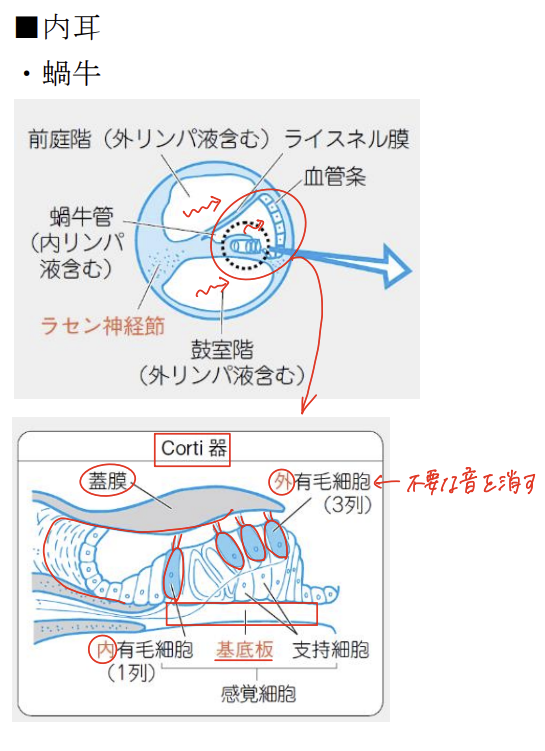 ■内耳
・蝸牛
前庭階（外リンパ液含む）ライスネル膜
血管条
蝸牛管
（内リンパ
液含む）
ラセン神経節
鼓室階
（外リンパ液含む）
Corti 器
蓋膜
外有毛細胞
（3列）
←不要な音を消す
内有毛細胞
（1列）
基底板
支持細胞
感覚細胞